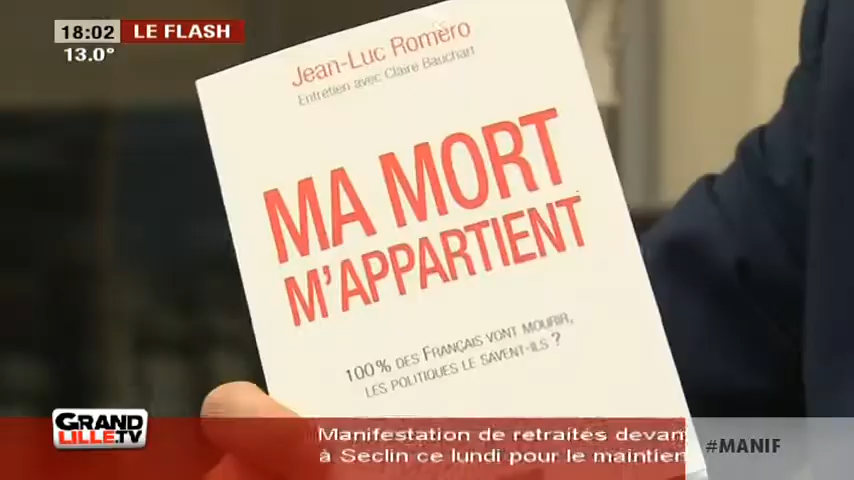 18:02 LE FLASH
13.0°
Jean-Luc Romero
Entretien avec Claire Bauchart
MA MORT
M'APPARTIENT
100% DES FRANÇAIS VONT MOURIR,
LES POLITIQUES LE SAVENT-ILS ?
GRAND
LILLE.TV
Manifestation de retraités devan
à Seclin ce lundi pour le maintien
#MANIF